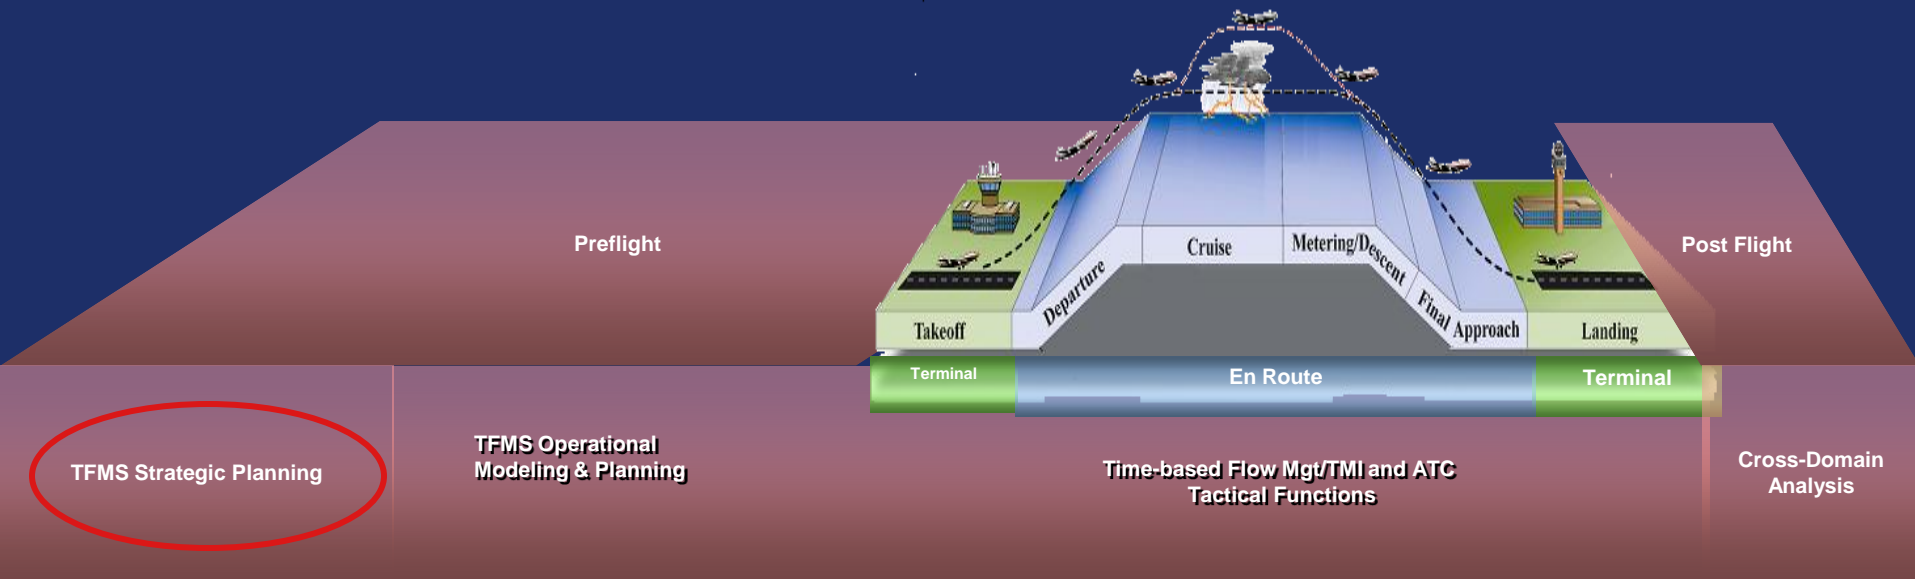 Preflight
Post Flight
Cruise
Metering/Descent
Departure
Final Approach
Takeoff
Landing
Terminal
En Route
Terminal
TFMS Strategic Planning
TFMS Operational
Modeling & Planning
Time-based Flow Mgt/TMI and ATC
Tactical Functions
Cross-Domain
Analysis